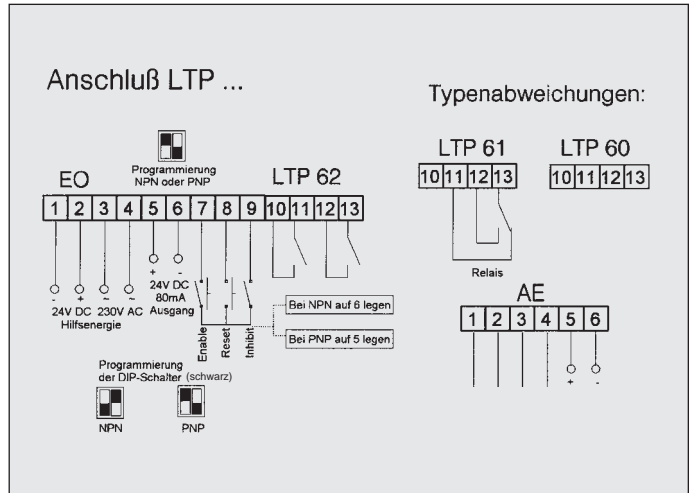 Anschluß LTP ...
Typenabweichungen:
Programmierung
NPN oder PNP
EO
LTP 62
1 2 3 4 5 6 7 8 9 10 11 12 13
- + ~ ~
24V DC 230V AC
Hilfsenergie
+ -
24V DC
80mA
Ausgang
Enable
Reset
Inhibit
Bei NPN auf 6 legen
Bei PNP auf 5 legen
Programmierung
der DIP-Schalter (schwarz)
NPN
PNP
LTP 61
10 11 12 13
Relais
LTP 60
10 11 12 13
AE
1 2 3 4 5 6
+ -